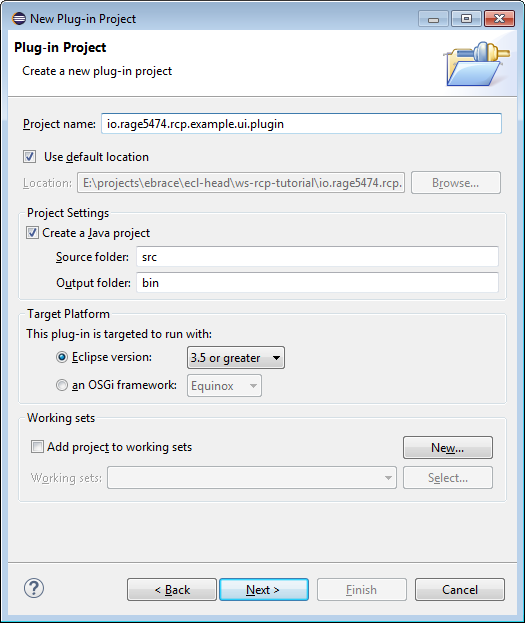 New Plug-in Project
Plug-in Project
Create a new plug-in project
Project name: io.rage5474.rcp.example.ui.plugin
Use default location
Location: E:\projects\ebrace\ecl-head\ws-rcp-tutorial\io.rage5474.rcp. Browse...
Project Settings
Create a Java project
Source folder: src
Output folder: bin
Target Platform
This plug-in is targeted to run with:
Eclipse version: 3.5 or greater
an OSGi framework: Equinox
Working sets
Add project to working sets New...
Working sets: Select...
? < Back Next > Finish Cancel